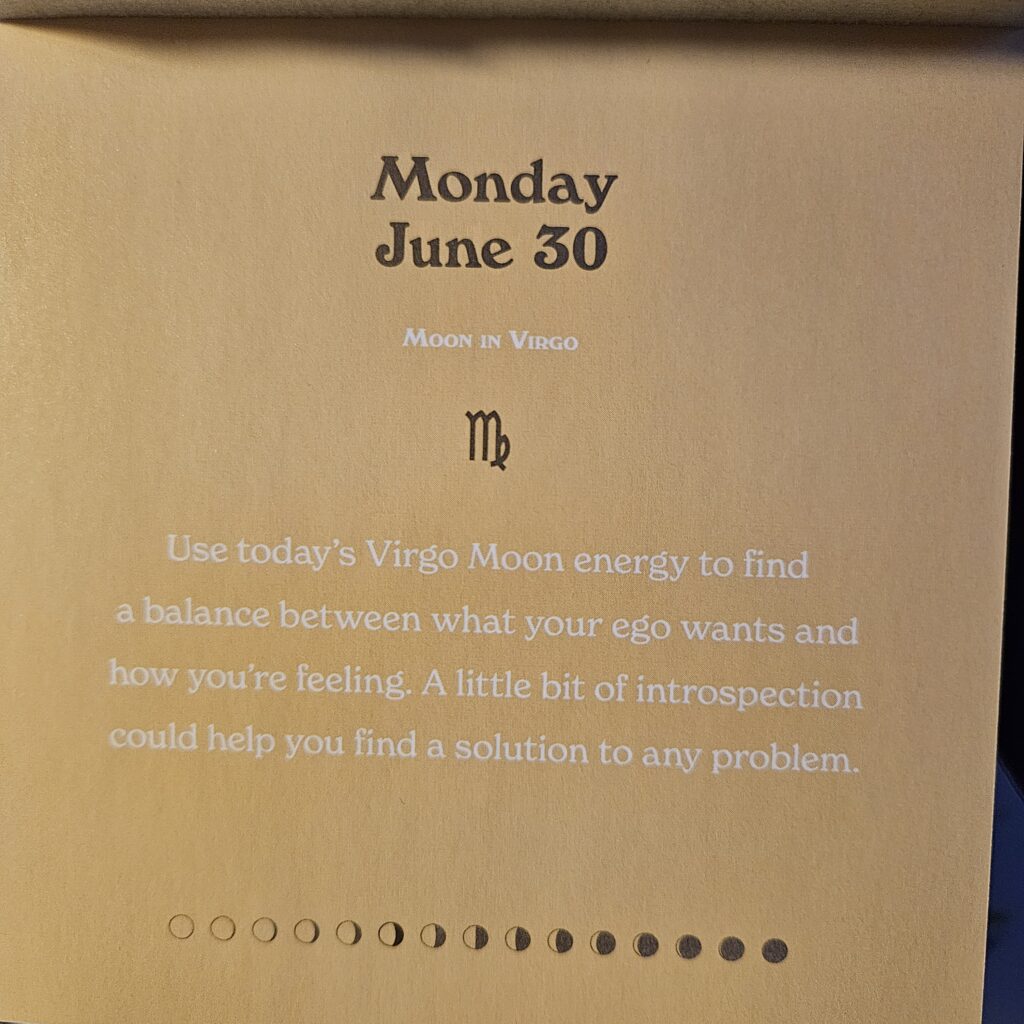 Monday
June 30
Moon in Virgo
♍
Use today's Virgo Moon energy to find
a balance between what your ego wants and
how you're feeling. A little bit of introspection
could help you find a solution to any problem.